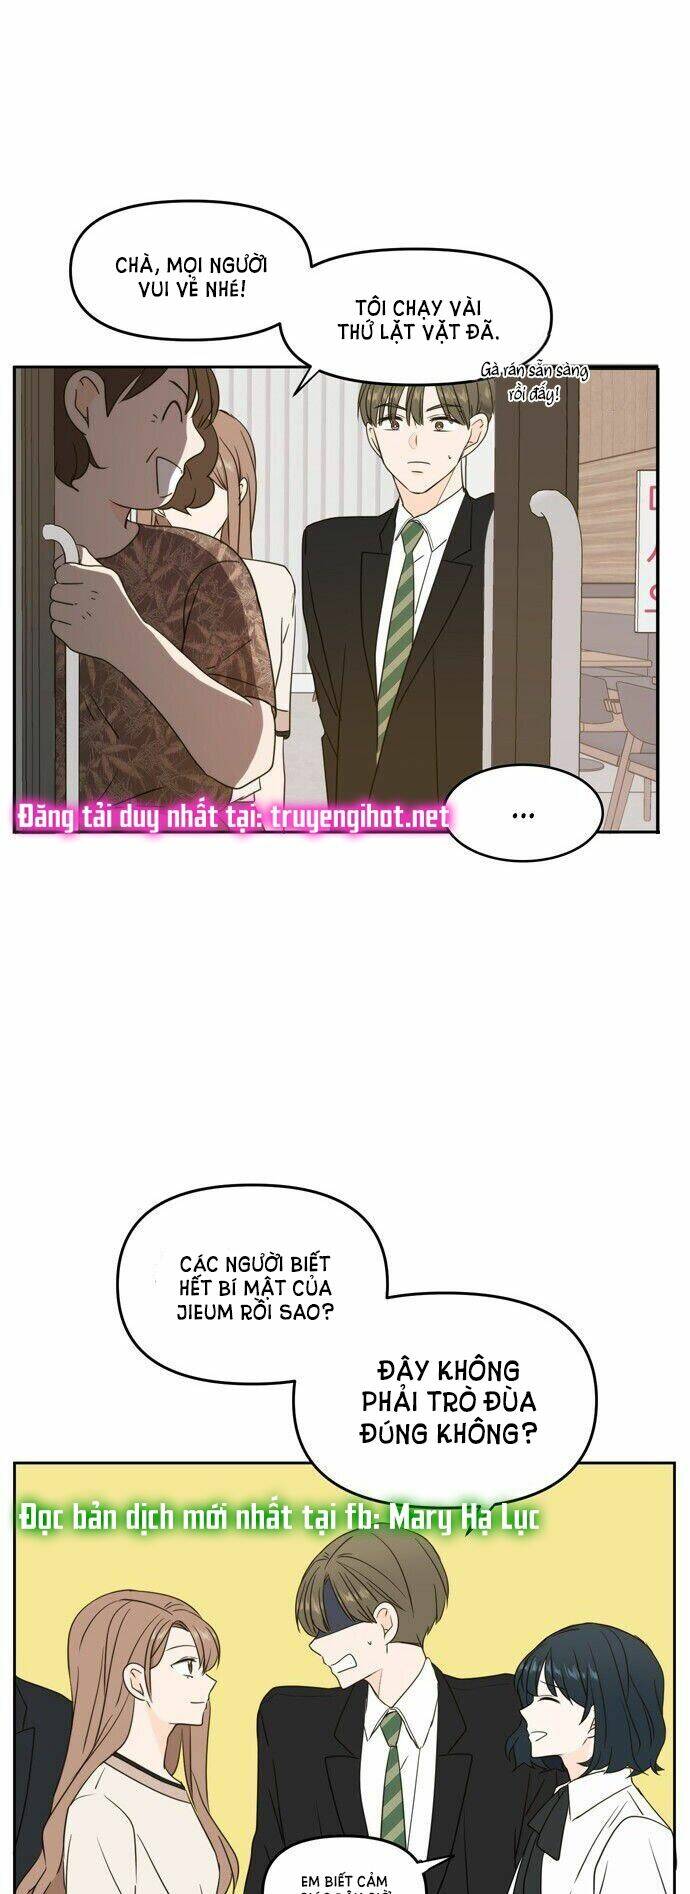 CHÀ, MỌI NGƯỜI
VUI VẺ NHÉ!
TÔI CHẠY VÀI
THỨ LẶT VẶT ĐÃ.
Gà rán sẵn sàng
rồi đấy!
Đăng tải duy nhất tại: truyengihot.net
...
CÁC NGƯỜI BIẾT
HẾT BÍ MẬT CỦA
JIEUM RỒI SAO?
ĐÂY KHÔNG
PHẢI TRÒ ĐÙA
ĐÚNG KHÔNG?
Đọc bản dịch mới nhất tại fb: Mary Hạ Lục
EM BIẾT CẢM